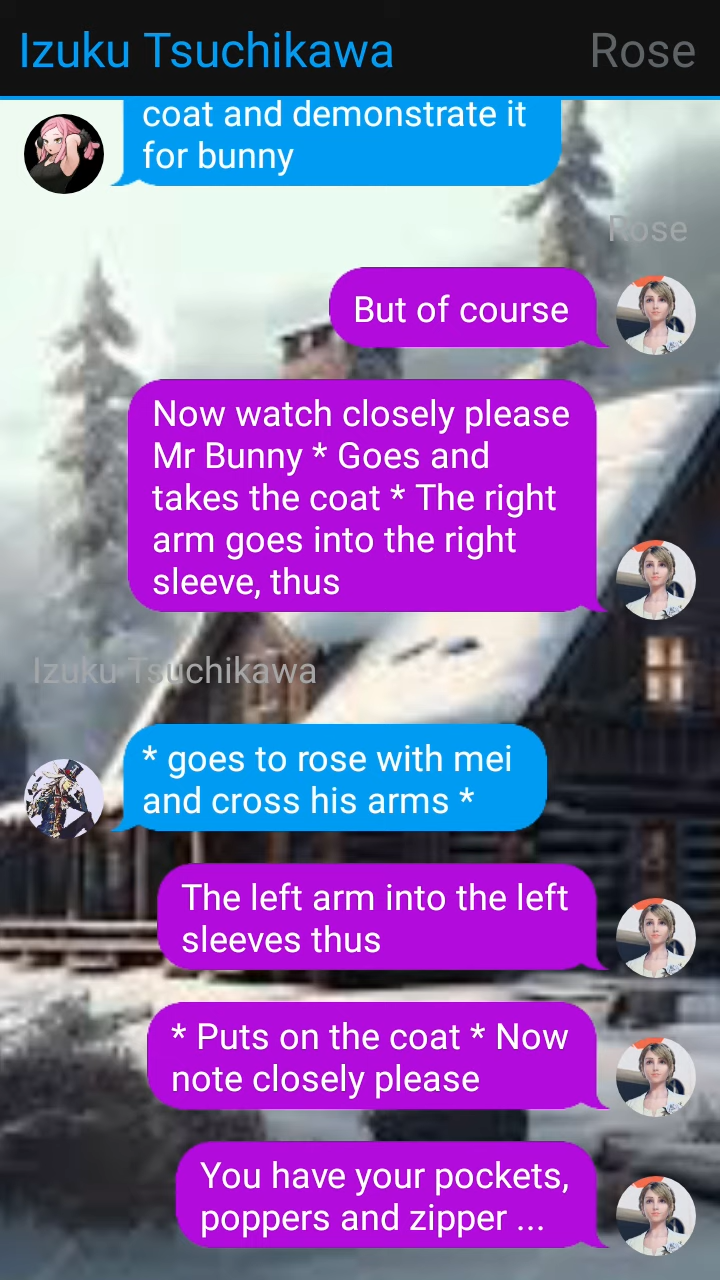 Izuku Tsuchikawa
Rose
coat and demonstrate it
for bunny
Rose
But of course
Now watch closely please
Mr Bunny * Goes and
takes the coat * The right
arm goes into the right
sleeve, thus
Izuku Tsuchikawa
* goes to rose with mei
and cross his arms *
The left arm into the left
sleeves thus
* Puts on the coat * Now
note closely please
You have your pockets,
poppers and zipper ...